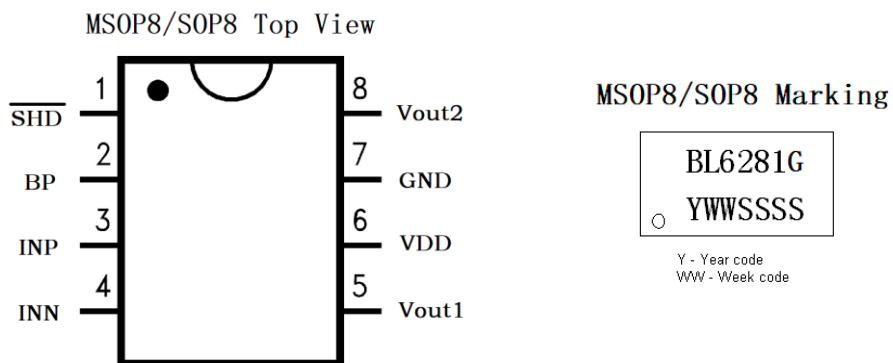 MSOP8/SOP8 Top View
1
SHD
2
BP
3
INP
4
INN
8
Vout2
7
GND
6
VDD
5
Vout1
MSOP8/SOP8 Marking
BL6281G
YWWSSSS
Y - Year code
WW - Week code